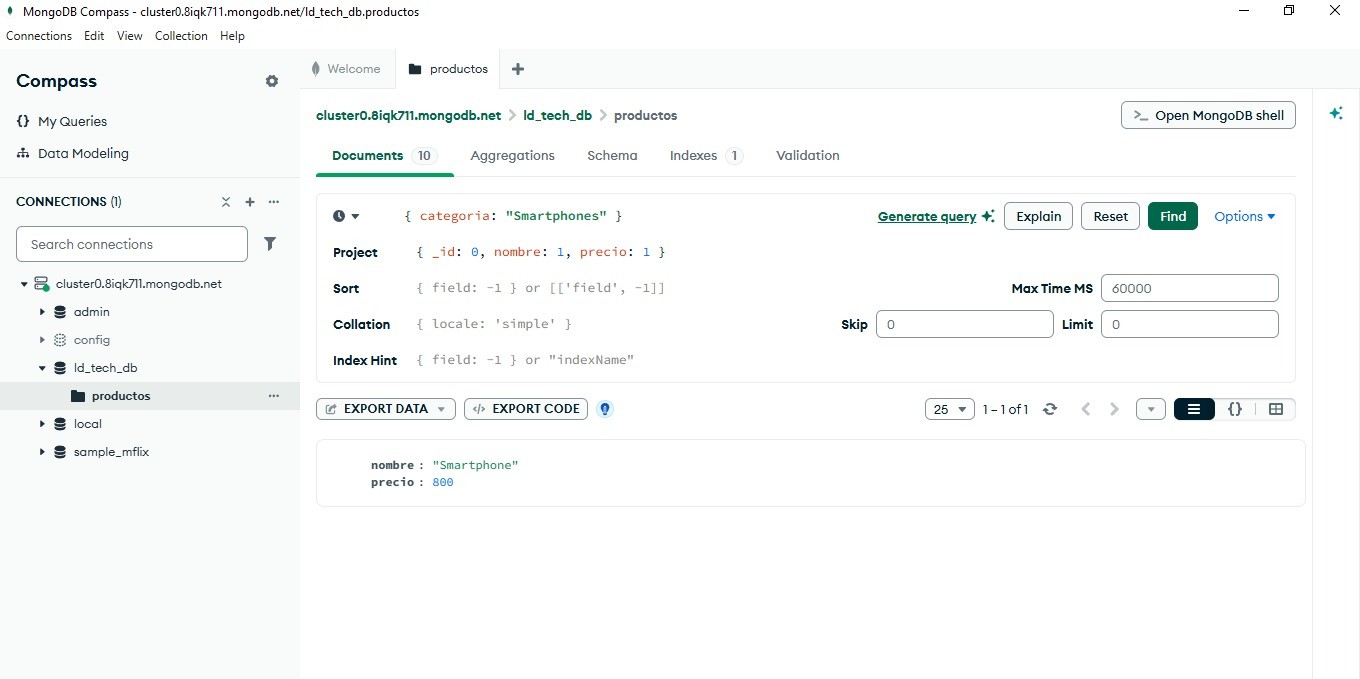 MongoDB Compass - cluster0.8iqk711.mongodb.net/ld_tech_db.productos
Connections Edit View Collection Help
Compass
My Queries
Data Modeling
CONNECTIONS (1)
Search connections
cluster0.8iqk711.mongodb.net
admin
config
ld_tech_db
productos
local
sample_mflix
Welcome
productos
cluster0.8iqk711.mongodb.net > ld_tech_db > productos
>_ Open MongoDB shell
Documents 10 Aggregations Schema Indexes 1 Validation
{ categoria: "Smartphones" } Generate query Explain Reset Find Options
Project { _id: 0, nombre: 1, precio: 1 }
Sort { field: -1 } or [['field', -1]] Max Time MS 60000
Collation { locale: 'simple' } Skip 0 Limit 0
Index Hint { field: -1 } or "indexName"
EXPORT DATA </> EXPORT CODE 25 1 – 1 of 1 {}
nombre : "Smartphone"
precio : 800